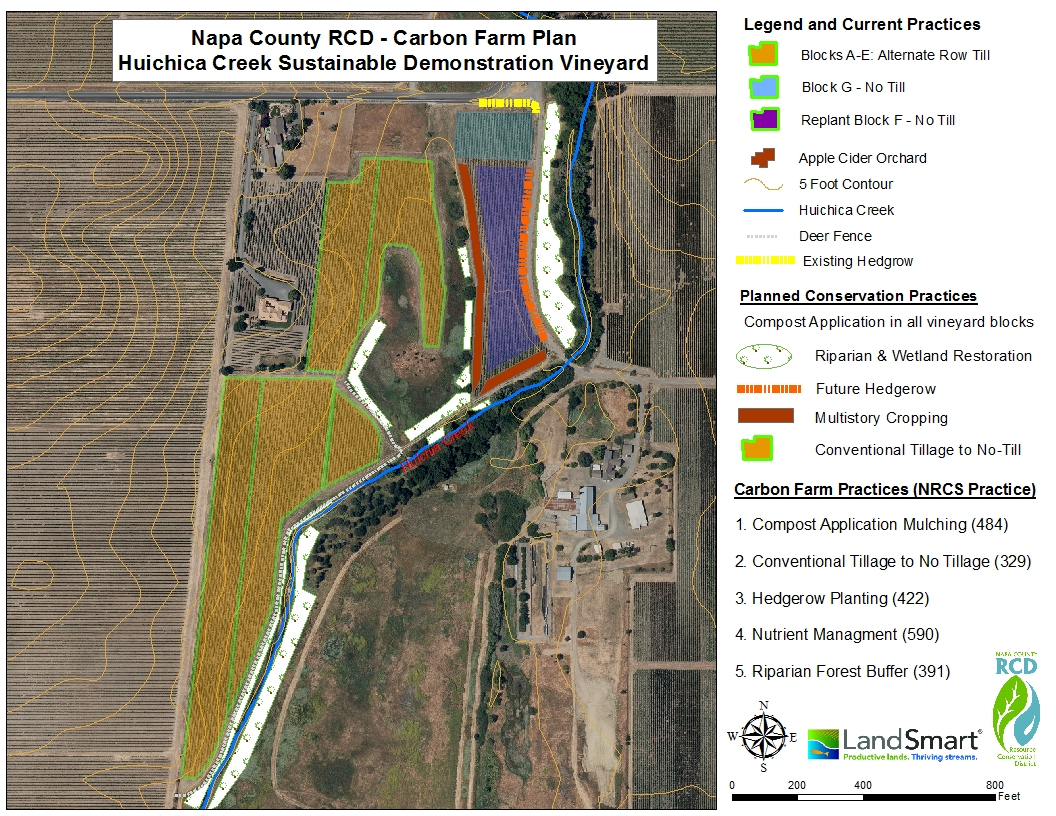 Napa County RCD - Carbon Farm Plan
Huichica Creek Sustainable Demonstration Vineyard
Huichica Creek
Legend and Current Practices
Blocks A-E: Alternate Row Till
Block G - No Till
Replant Block F - No Till
Apple Cider Orchard
5 Foot Contour
Huichica Creek
Deer Fence
Existing Hedgrow
Planned Conservation Practices
Compost Application in all vineyard blocks
Riparian & Wetland Restoration
Future Hedgerow
Multistory Cropping
Conventional Tillage to No-Till
Carbon Farm Practices (NRCS Practice)
1. Compost Application Mulching (484)
2. Conventional Tillage to No Tillage (329)
3. Hedgerow Planting (422)
4. Nutrient Managment (590)
5. Riparian Forest Buffer (391)
NAPA COUNTY
RCD
Resource
Conservation
District
N
W E
S
LandSmart®
Productive lands. Thriving streams.
0 200 400 800
Feet